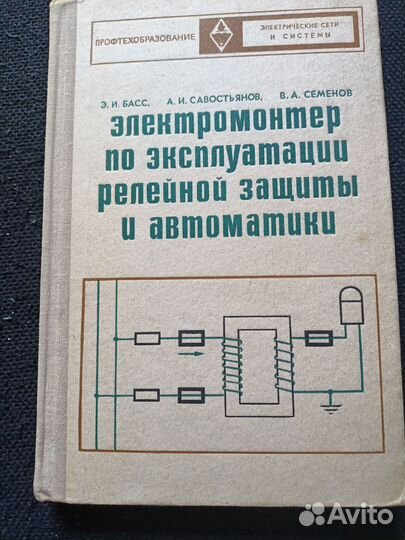 ПРОФТЕХОБРАЗОВАНИЕ
ЭЛЕКТРИЧЕСКИЕ СЕТИ
И СИСТЕМЫ
Э. И. БАСС, А. И. САВОСТЬЯНОВ, В. А. СЕМЕНОВ
электромонтер
по эксплуатации
релейной защиты
и автоматики
Avito